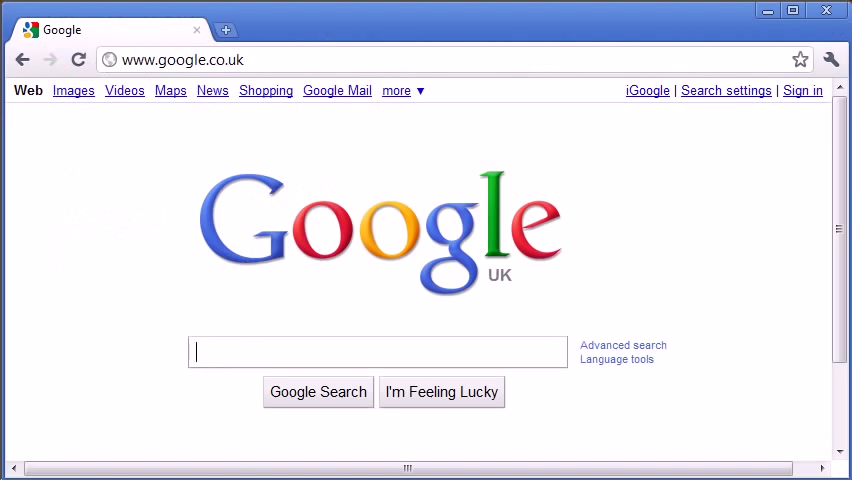 Google
www.google.co.uk
Web Images Videos Maps News Shopping Google Mail more ▼ iGoogle | Search settings | Sign in
Google
UK
Advanced search
Language tools
Google Search I'm Feeling Lucky